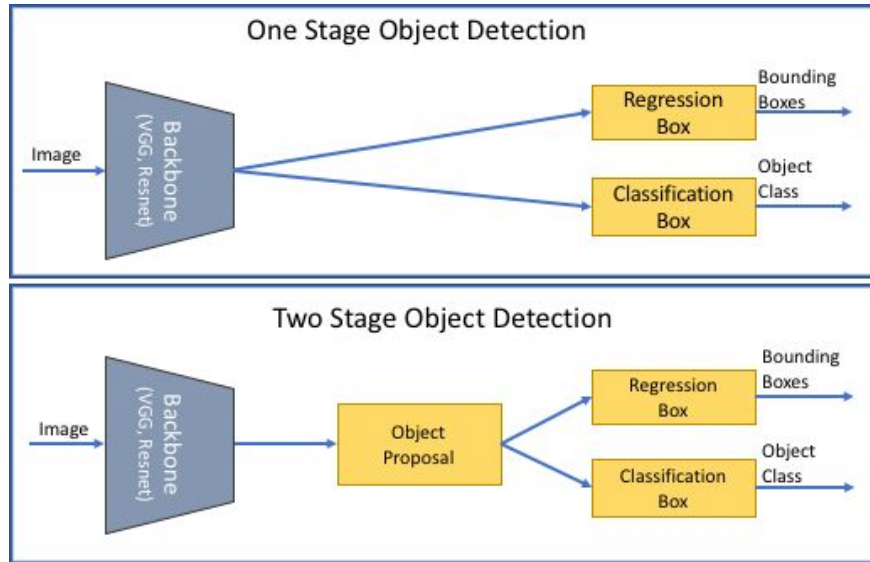 One Stage Object Detection
Image
Backbone
(VGG, Resnet)
Regression
Box
Bounding
Boxes
Classification
Box
Object
Class
Two Stage Object Detection
Image
Backbone
(VGG, Resnet)
Object
Proposal
Regression
Box
Bounding
Boxes
Classification
Box
Object
Class